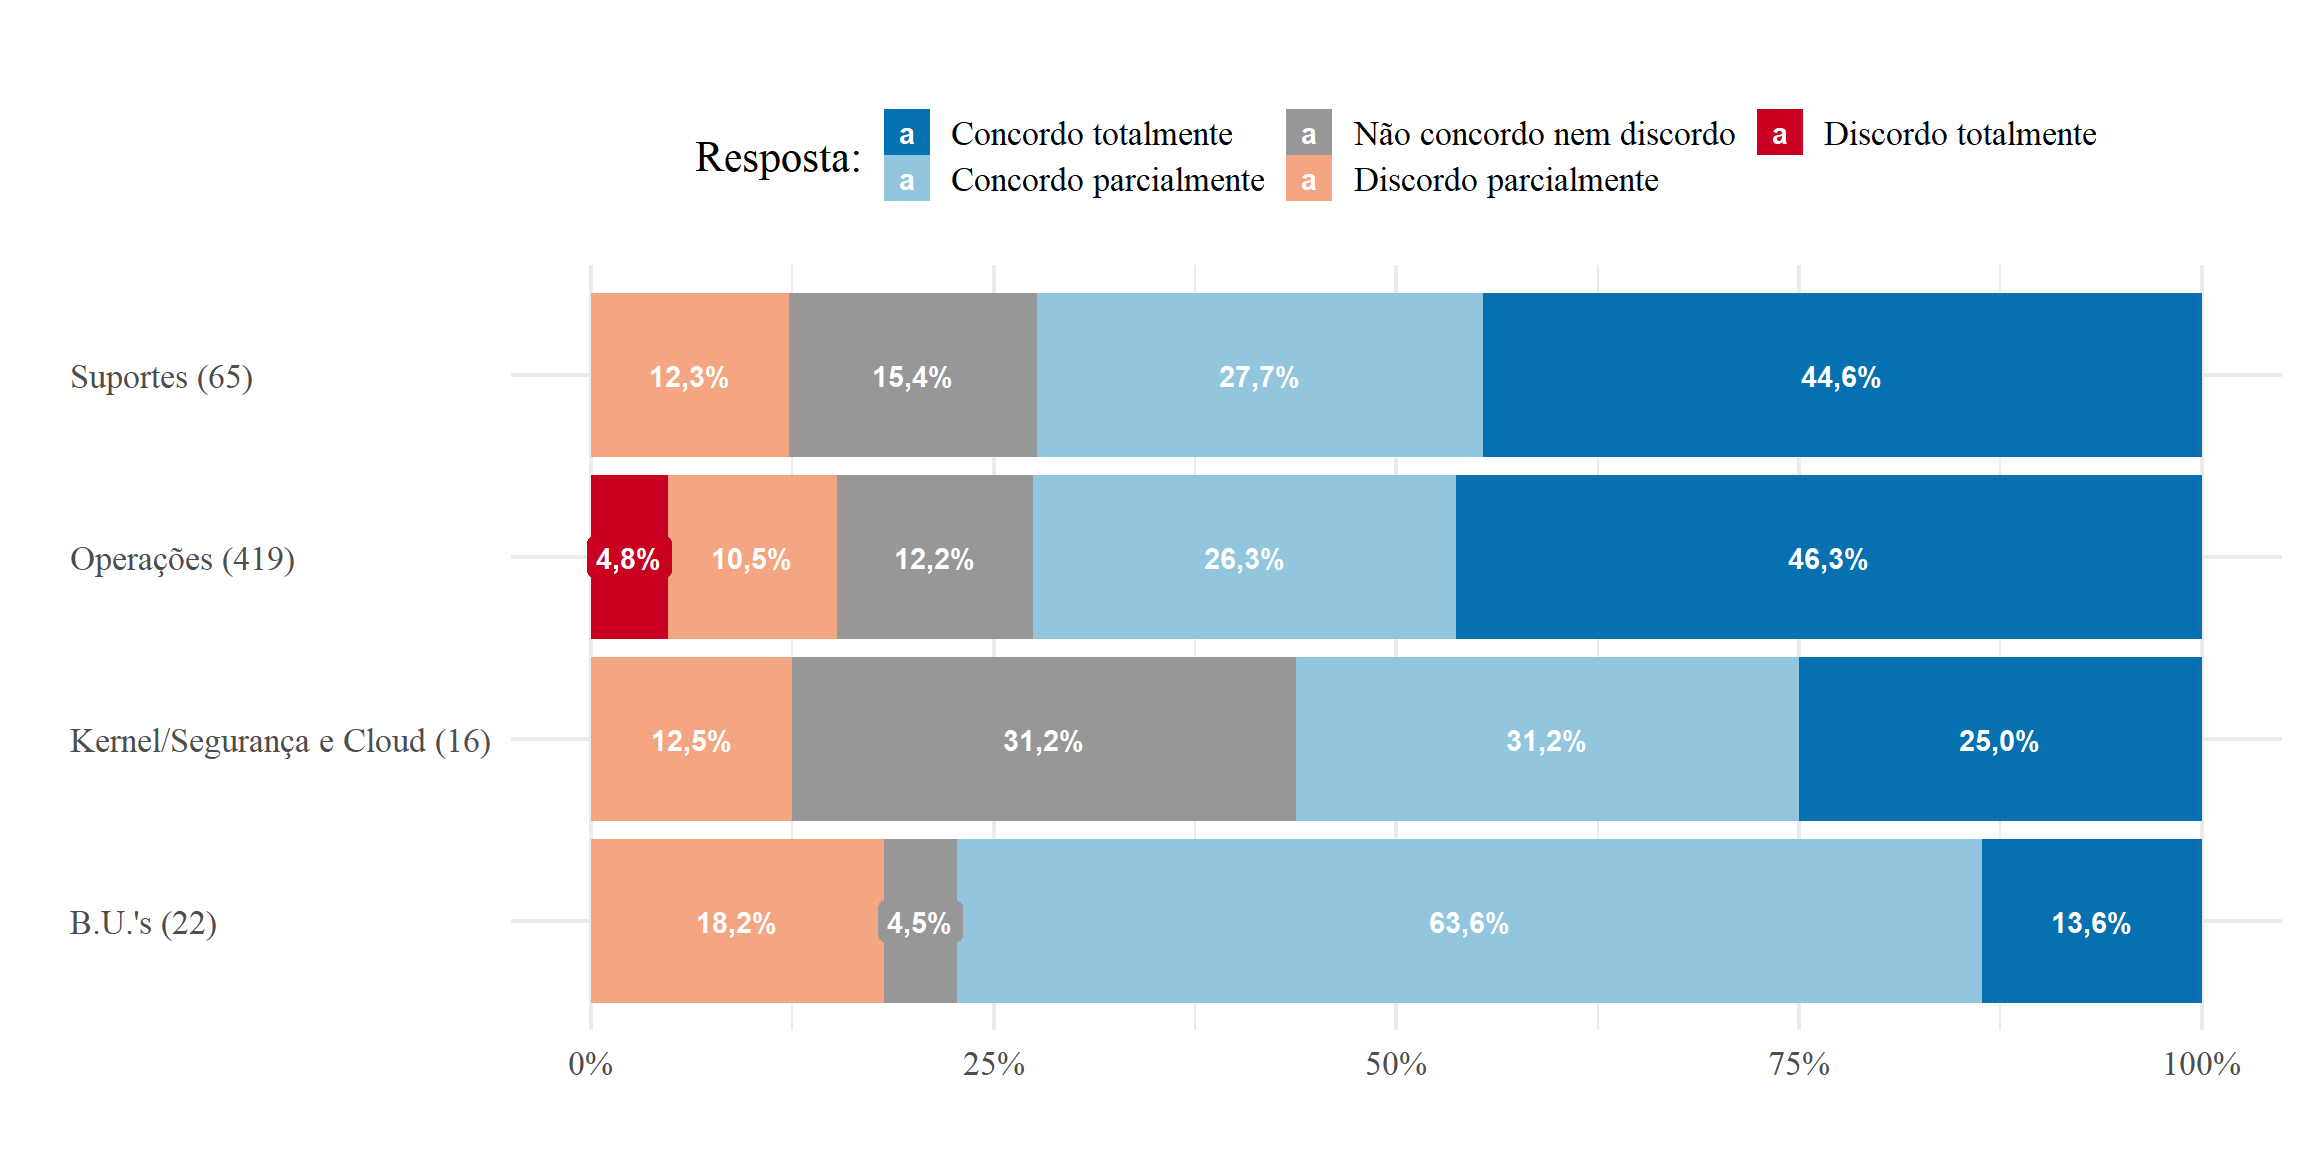 Resposta:
a Concordo totalmente
a Concordo parcialmente
a Não concordo nem discordo
a Discordo parcialmente
a Discordo totalmente
Suportes (65)
12,3% 15,4% 27,7% 44,6%
Operações (419)
4,8% 10,5% 12,2% 26,3% 46,3%
Kernel/Segurança e Cloud (16)
12,5% 31,2% 31,2% 25,0%
B.U.'s (22)
18,2% 4,5% 63,6% 13,6%
0% 25% 50% 75% 100%